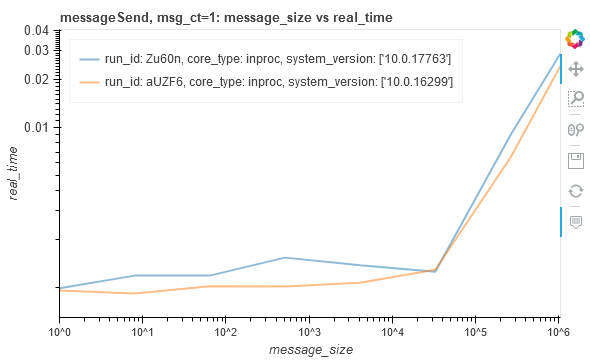 messageSend, msg_ct=1: message_size vs real_time
0.04
0.03
0.02
0.01
real_time
run_id: Zu60n, core_type: inproc, system_version: ['10.0.17763']
run_id: aUZF6, core_type: inproc, system_version: ['10.0.16299']
10^0
10^1
10^2
10^3
10^4
10^5
10^6
message_size